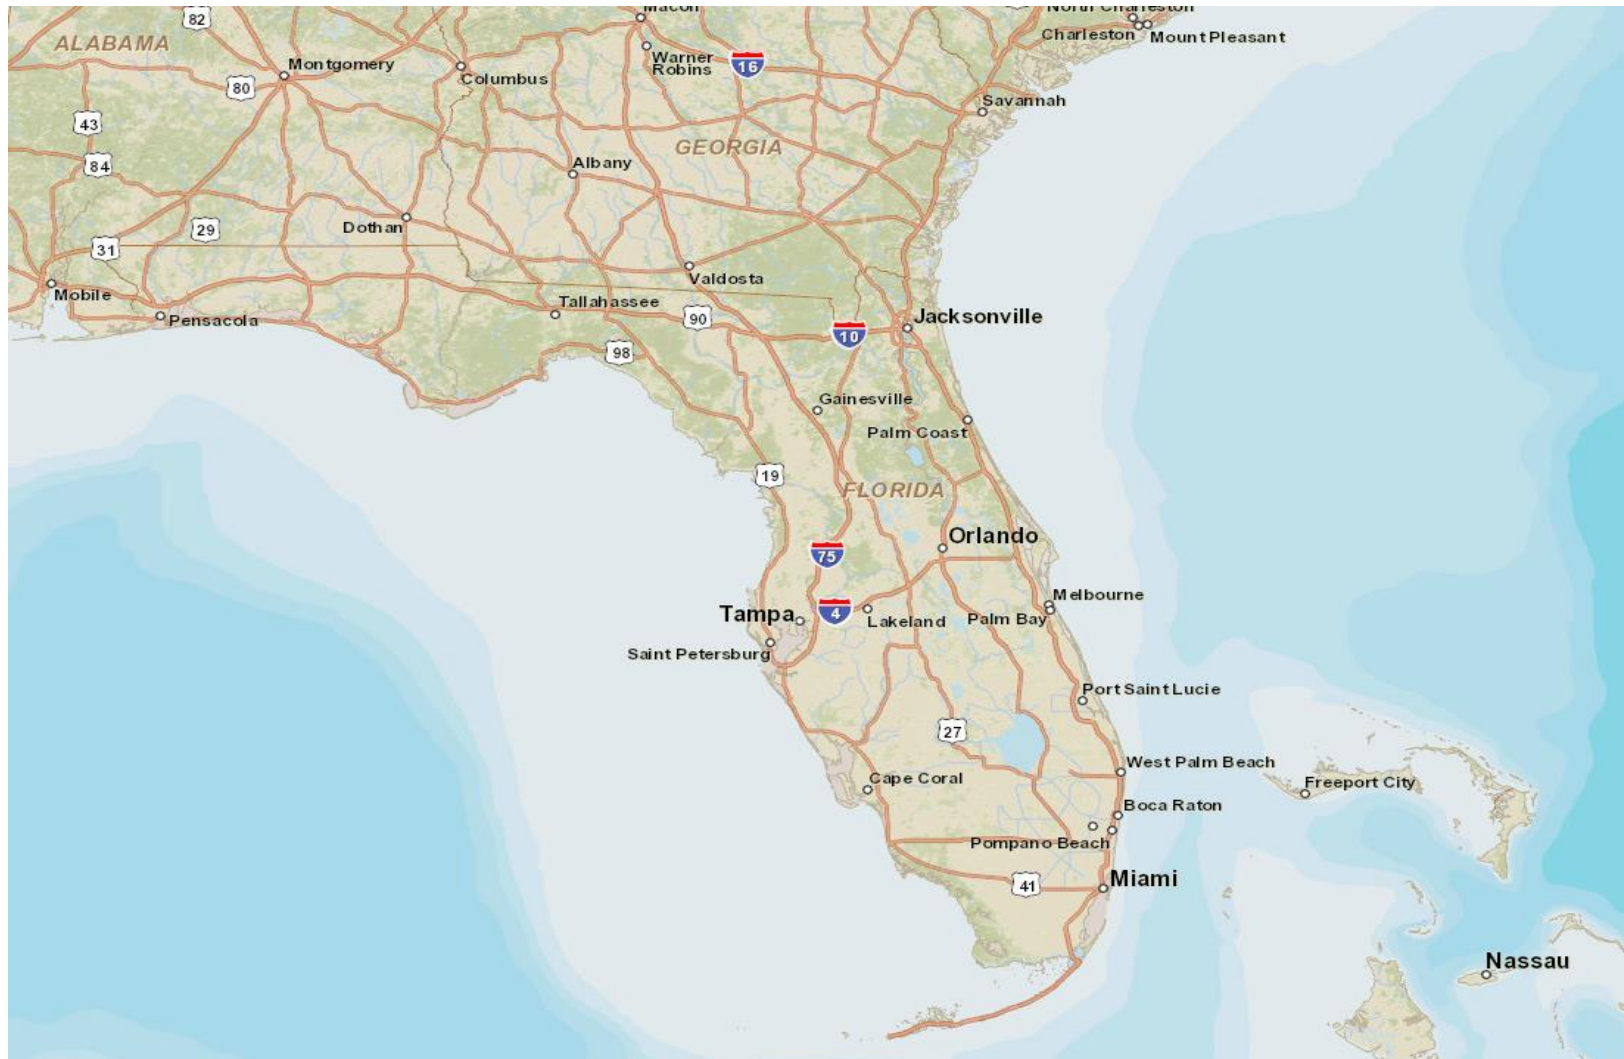 North Charleston
Macon
82
ALABAMA
Charleston
Mount Pleasant
Warner
Robins
16
Montgomery
Columbus
80
Savannah
43
GEORGIA
84
Albany
Dothan
29
31
Valdosta
Mobile
Tallahassee
Pensacola
90
Jacksonville
10
98
Gainesville
Palm Coast
19
FLORIDA
Orlando
75
Melbourne
Tampa
4
Lakeland
Palm Bay
Saint Petersburg
Port Saint Lucie
27
West Palm Beach
Cape Coral
Freeport City
Boca Raton
Pompano Beach
41
Miami
Nassau